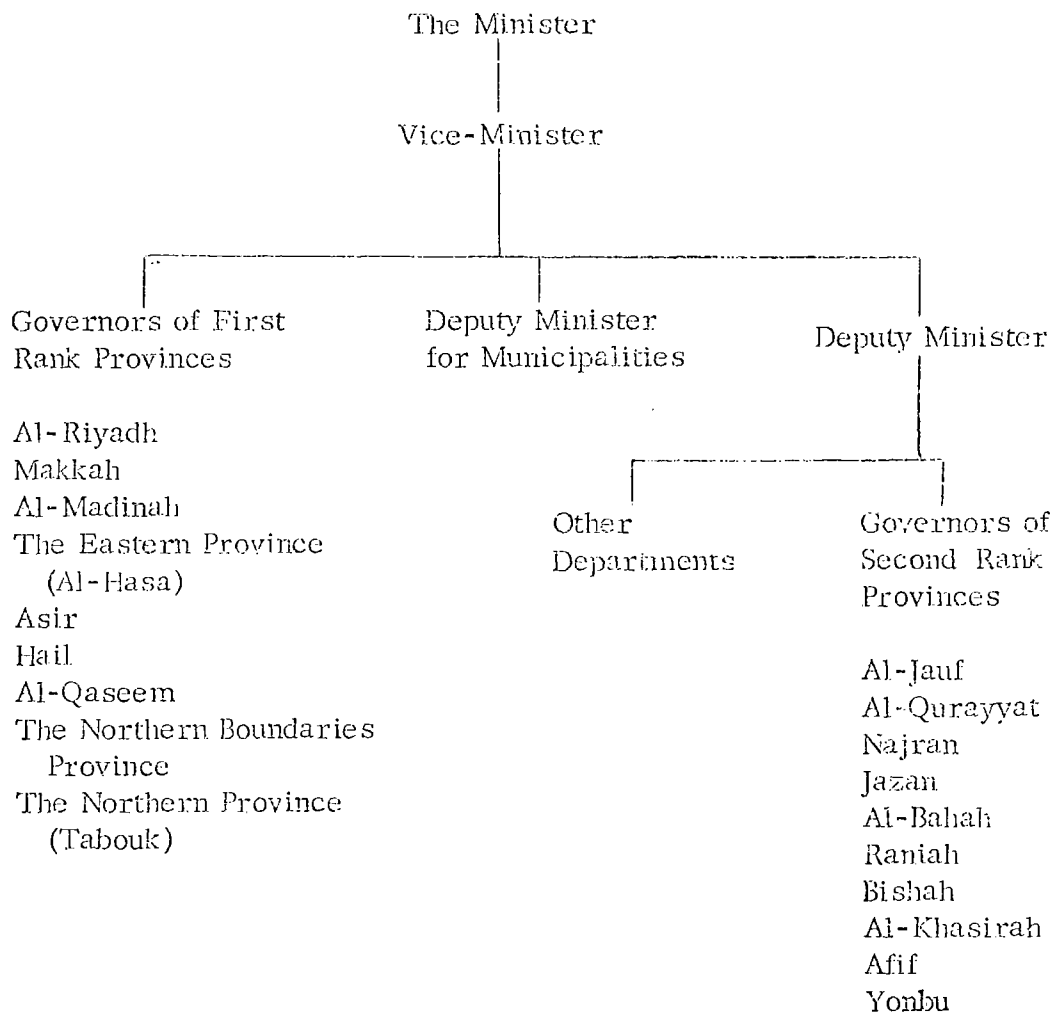 The Minister
Vice-Minister
Governors of First
Rank Provinces
Al-Riyadh
Makkah
Al-Madinah
The Eastern Province
(Al-Hasa)
Asir
Hail
Al-Qaseem
The Northern Boundaries
Province
The Northern Province
(Tabouk)
Deputy Minister
for Municipalities
Deputy Minister
Other
Departments
Governors of
Second Rank
Provinces
Al-Jauf
Al-Qurayyat
Najran
Jazan
Al-Bahah
Raniah
Bishah
Al-Khasirah
Afif
Yonbu